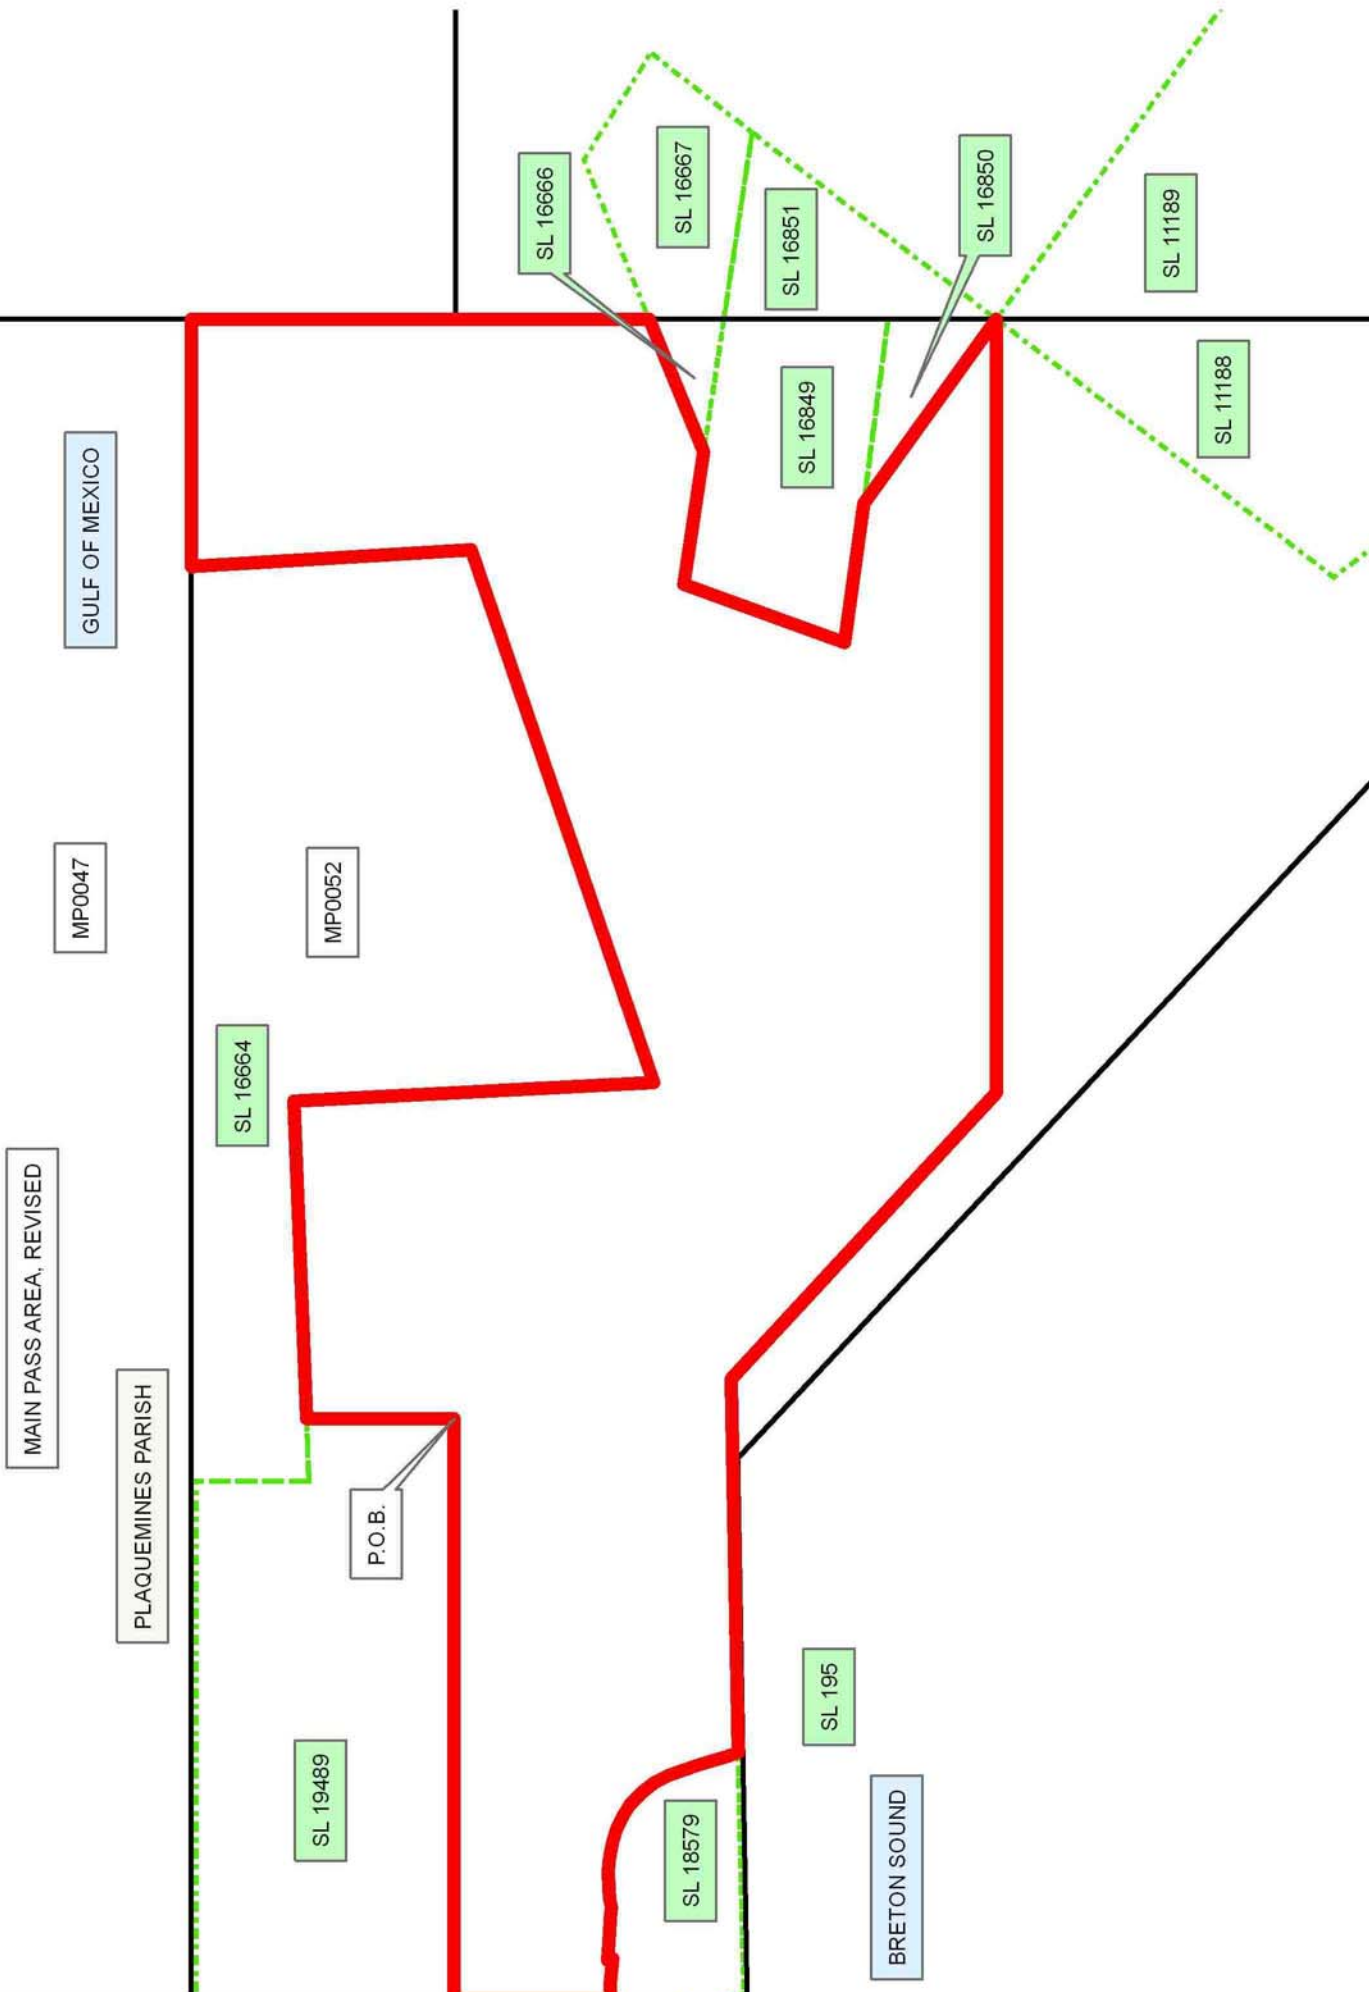 MAIN PASS AREA, REVISED
MP0047
GULF OF MEXICO
PLAQUEMINES PARISH
SL 16664
SL 19489
MP0052
P.O.B.
SL 16666
SL 16667
SL 18579
SL 16851
SL 16849
SL 195
BRETON SOUND
SL 16850
SL 11189
SL 11188